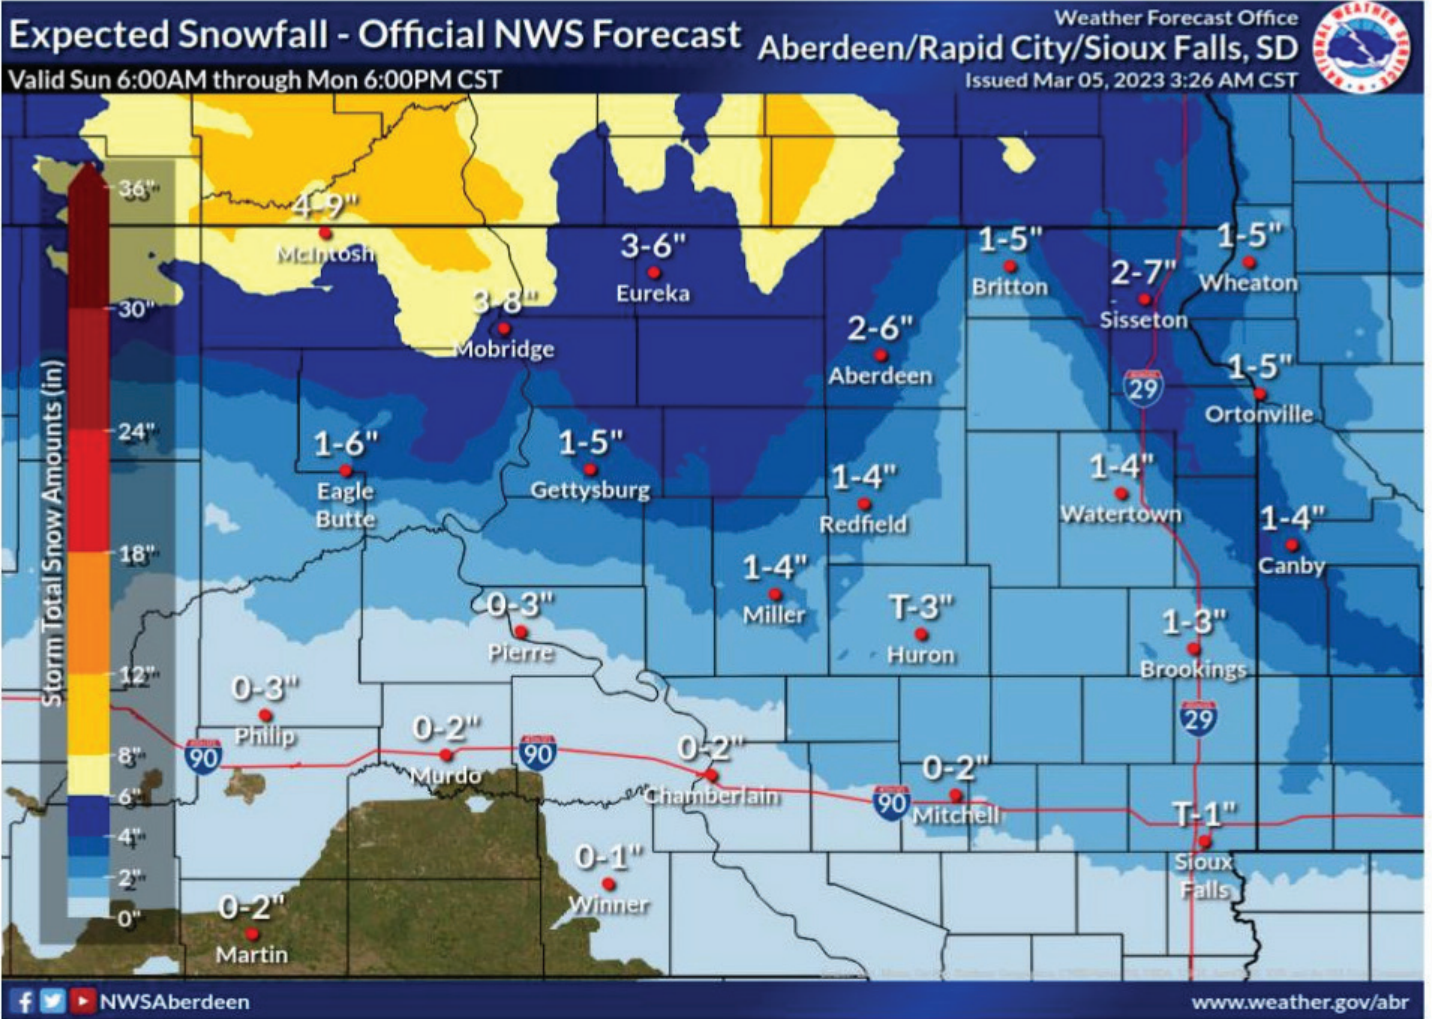 Expected Snowfall - Official NWS Forecast
Valid Sun 6:00AM through Mon 6:00PM CST
Weather Forecast Office
Aberdeen/Rapid City/Sioux Falls, SD
Issued Mar 05, 2023 3:26 AM CST
NATIONAL WEATHER SERVICE
Storm Total Snow Amounts (in)
36"
30"
24"
18"
12"
8"
6"
4"
2"
0"
4-9"
McIntosh
3-6"
Eureka
1-5"
Britton
2-7"
Sisseton
1-5"
Wheaton
3-8"
Mobridge
2-6"
Aberdeen
29
1-5"
Ortonville
1-6"
Eagle
Butte
1-5"
Gettysburg
1-4"
Redfield
1-4"
Watertown
1-4"
Canby
1-4"
Miller
0-3"
Pierre
T-3"
Huron
1-3"
Brookings
0-3"
Philip
29
90
0-2"
Murdo
90
0-2"
Chamberlain
90
0-2"
Mitchell
T-1"
Sioux
Falls
0-1"
Winner
0-2"
Martin
NWSAberdeen
www.weather.gov/abr